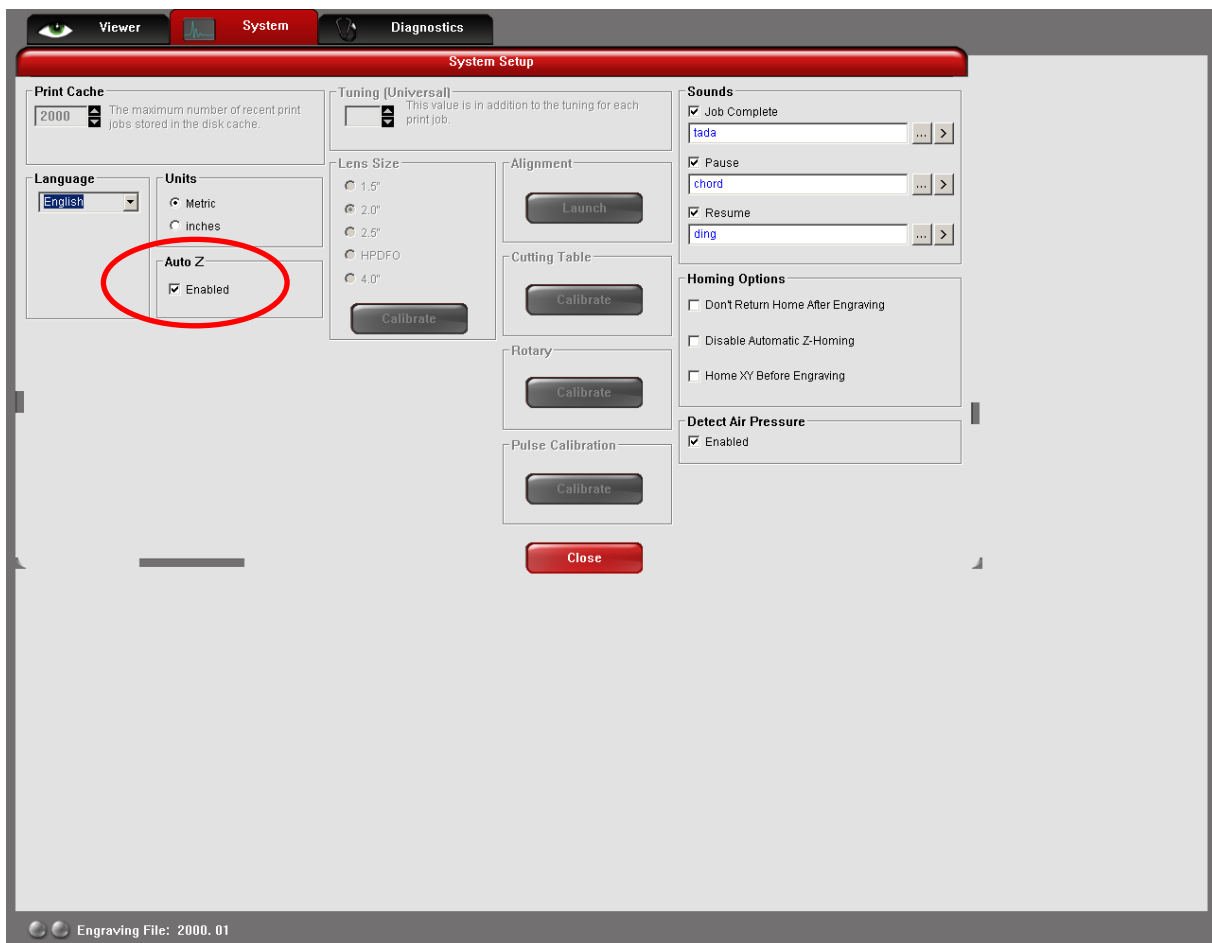 Viewer
System
Diagnostics
System Setup
Print Cache
2000
The maximum number of recent print
jobs stored in the disk cache.
Language
English
Units
Metric
inches
Auto Z
Enabled
Tuning (Universal)
This value is in addition to the tuning for each
print job.
Lens Size
1.5"
2.0"
2.5"
HPDFO
4.0"
Calibrate
Alignment
Launch
Cutting Table
Calibrate
Rotary
Calibrate
Pulse Calibration
Calibrate
Close
Sounds
Job Complete
tada
... >
Pause
chord
... >
Resume
ding
... >
Homing Options
Don't Return Home After Engraving
Disable Automatic Z-Homing
Home XY Before Engraving
Detect Air Pressure
Enabled
Engraving File: 2000. 01